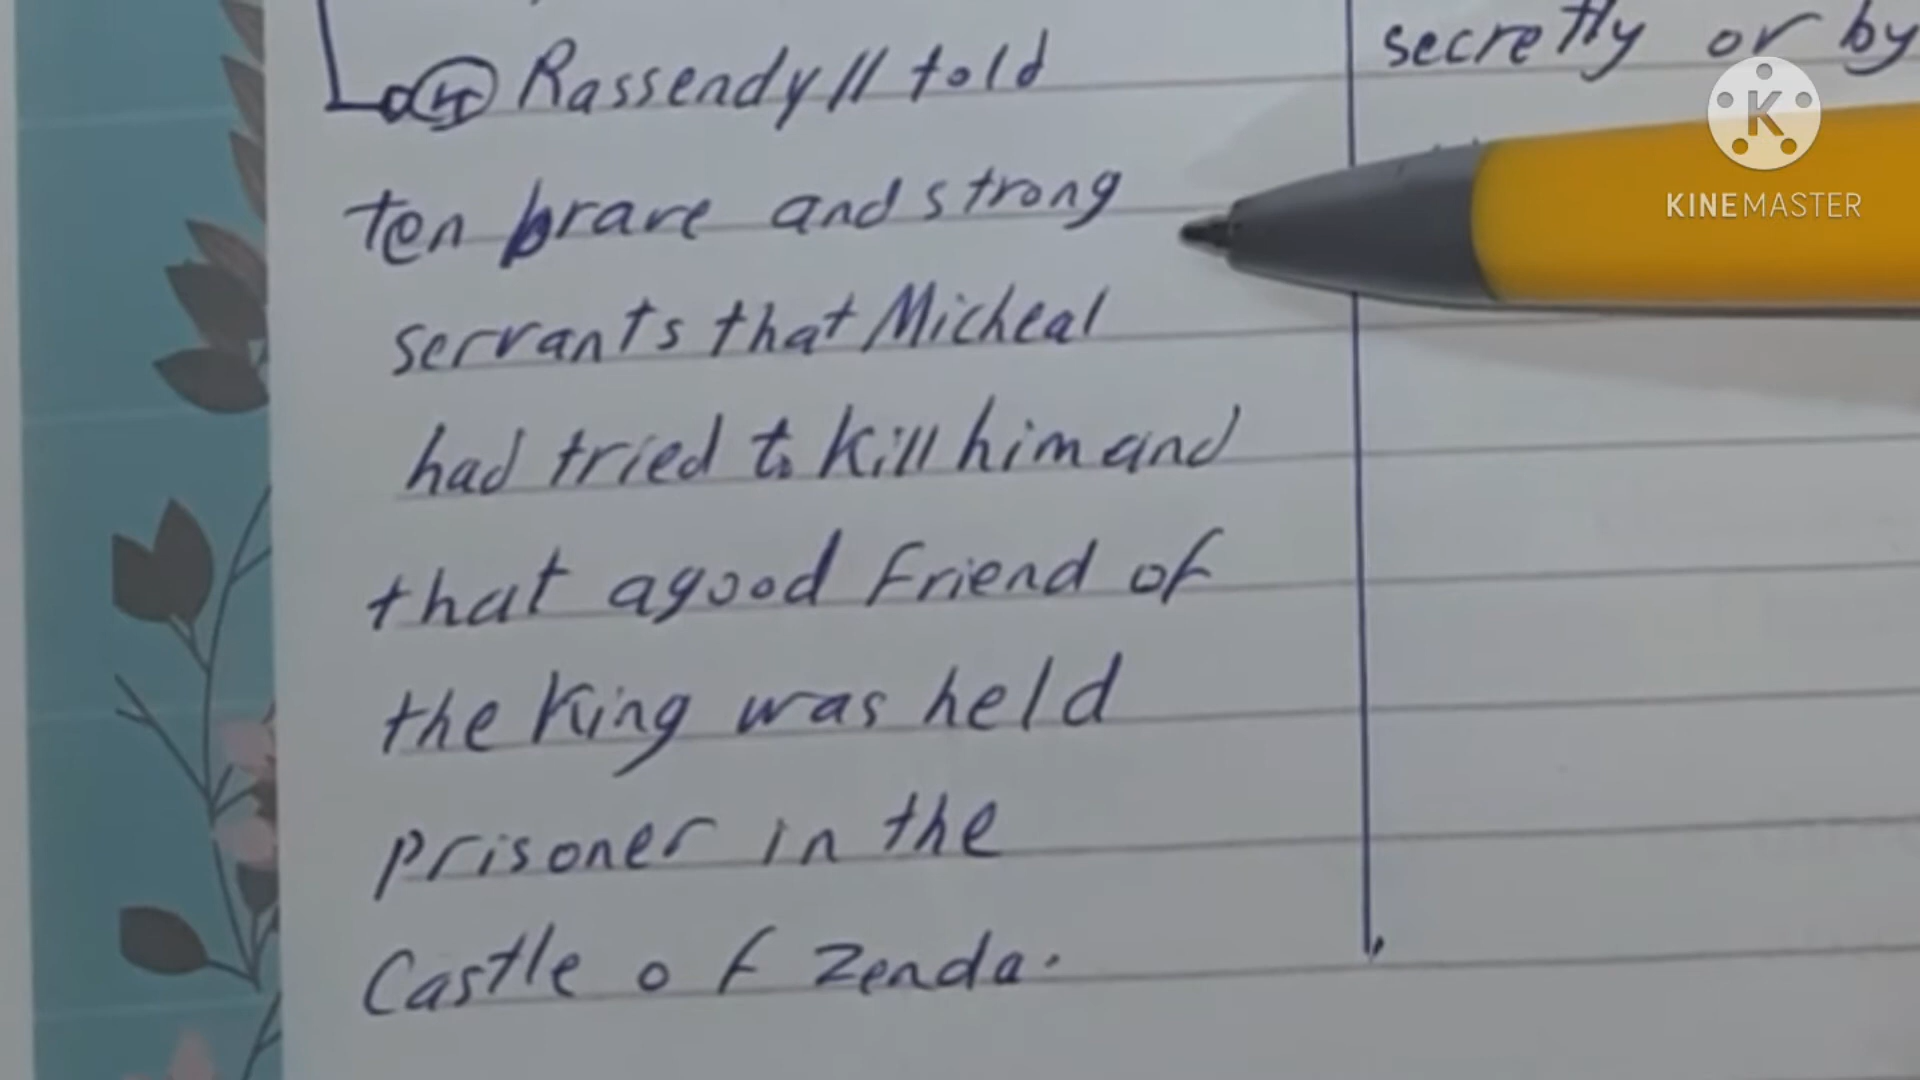 ④ Rassendyll told
ten brave and strong
servants that Micheal
had tried to kill him and
that a good Friend of
the King was held
prisoner in the
Castle of Zenda.
secretly or by
K
KINEMASTER